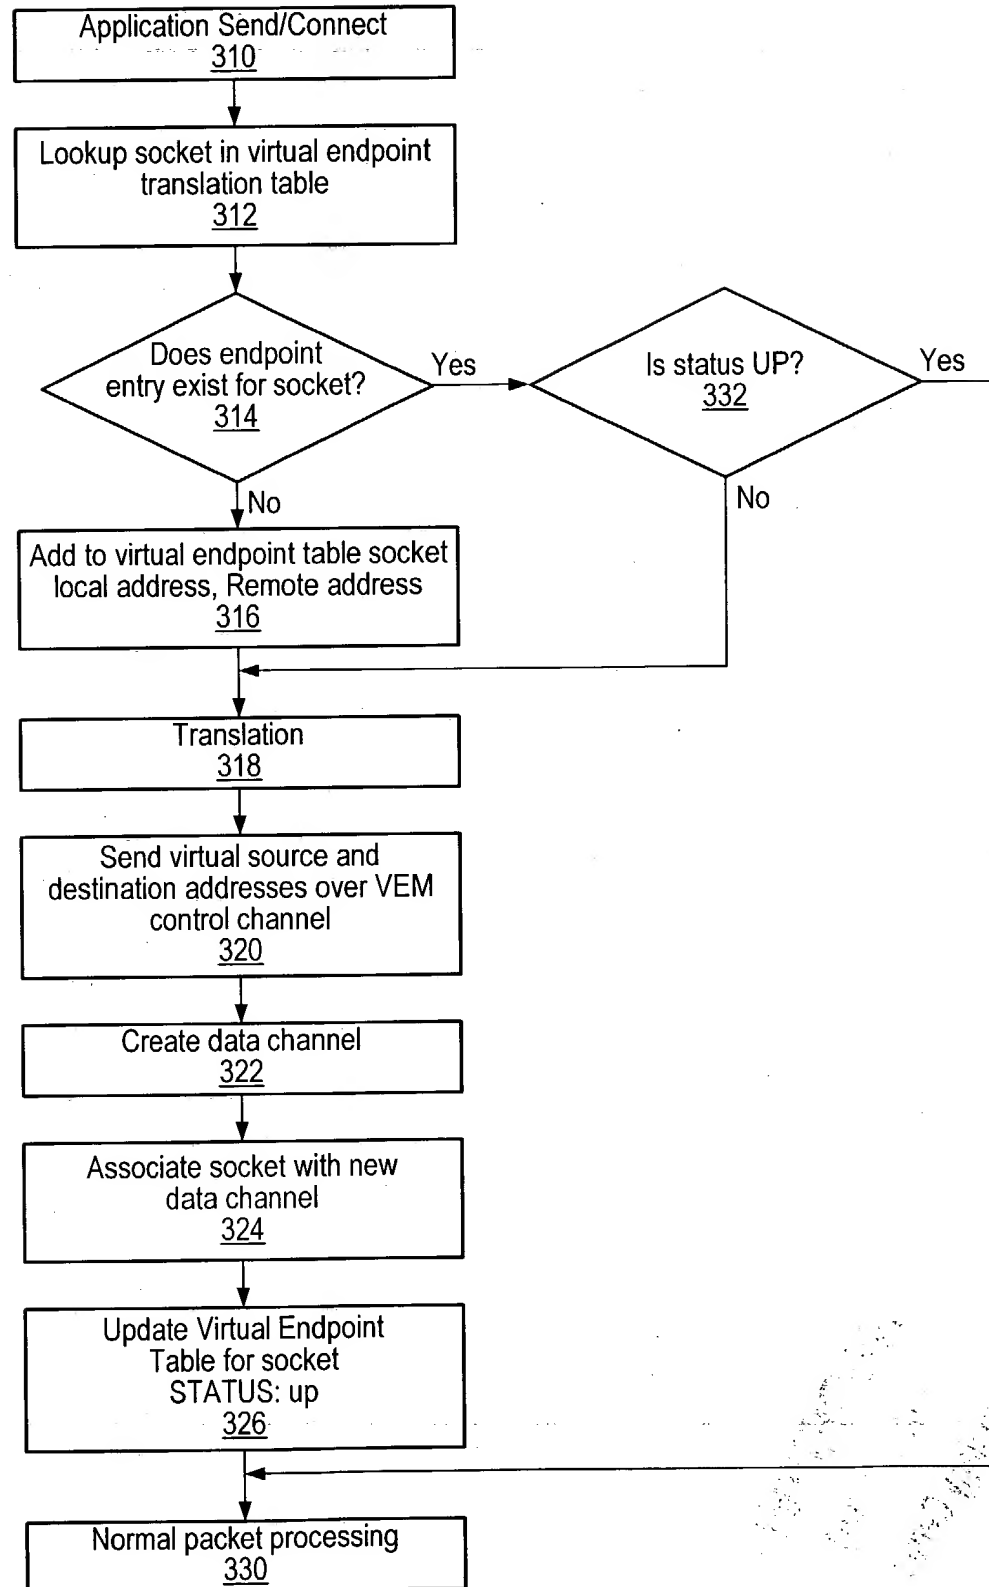 Application Send/Connect
310
Lookup socket in virtual endpoint
translation table
312
Does endpoint
entry exist for socket?
314
Yes
Is status UP?
332
Yes
No
No
Add to virtual endpoint table socket
local address, Remote address
316
Translation
318
Send virtual source and
destination addresses over VEM
control channel
320
Create data channel
322
Associate socket with new
data channel
324
Update Virtual Endpoint
Table for socket
STATUS: up
326
Normal packet processing
330